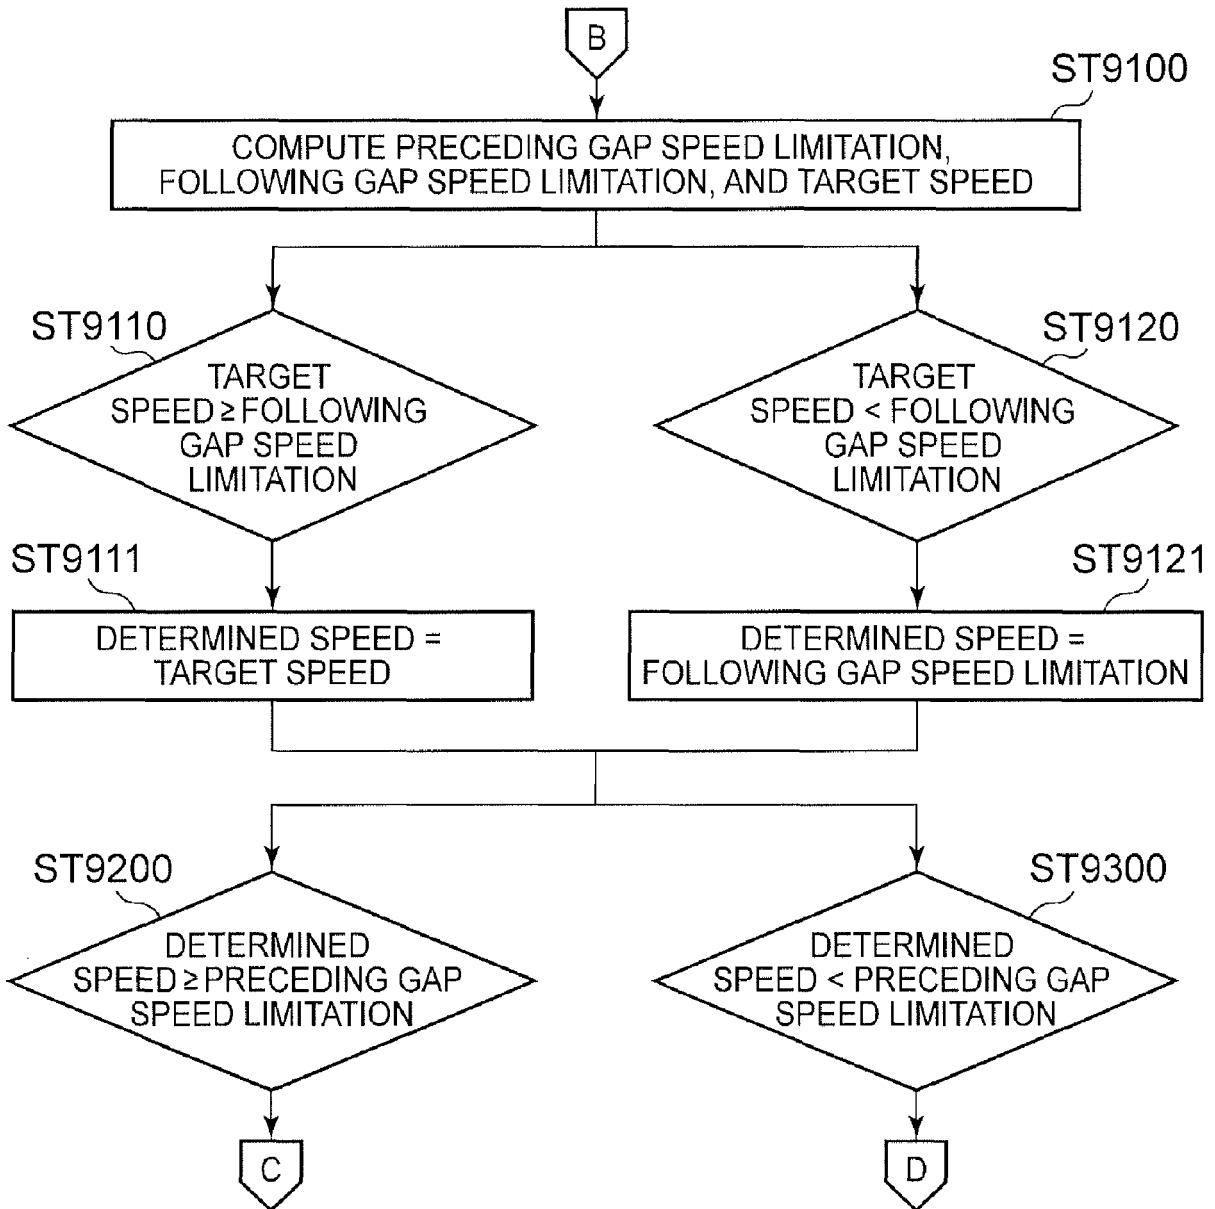 B
ST9100
COMPUTE PRECEDING GAP SPEED LIMITATION,
FOLLOWING GAP SPEED LIMITATION, AND TARGET SPEED
ST9110
TARGET
SPEED ≥ FOLLOWING
GAP SPEED
LIMITATION
ST9120
TARGET
SPEED < FOLLOWING
GAP SPEED
LIMITATION
ST9111
DETERMINED SPEED =
TARGET SPEED
ST9121
DETERMINED SPEED =
FOLLOWING GAP SPEED LIMITATION
ST9200
DETERMINED
SPEED ≥ PRECEDING GAP
SPEED LIMITATION
ST9300
DETERMINED
SPEED < PRECEDING GAP
SPEED LIMITATION
C
D